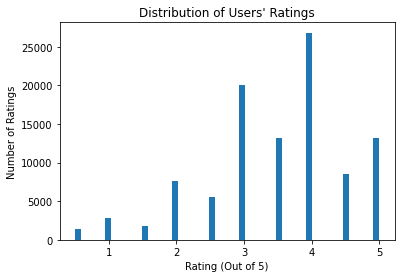 Distribution of Users' Ratings
Number of Ratings
25000
20000
15000
10000
5000
0
1 2 3 4 5
Rating (Out of 5)